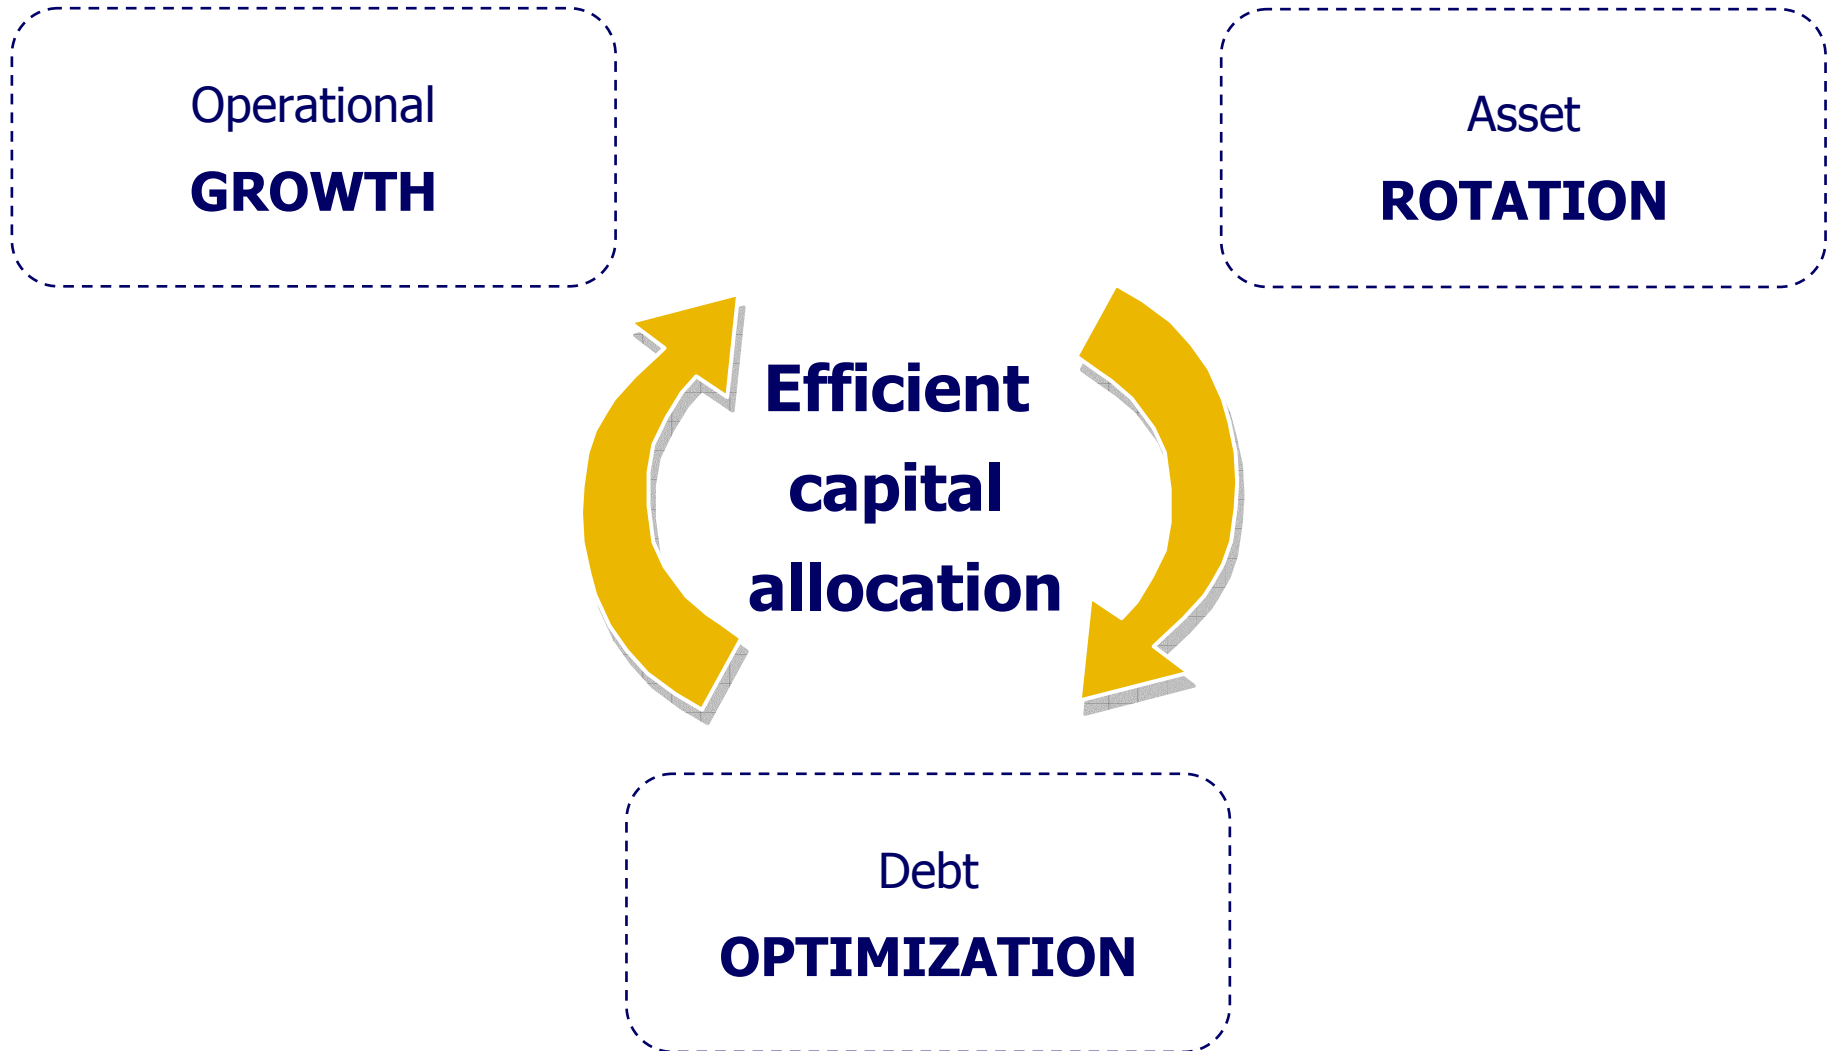 Operational
GROWTH
Asset
ROTATION
Efficient
capital
allocation
Debt
OPTIMIZATION